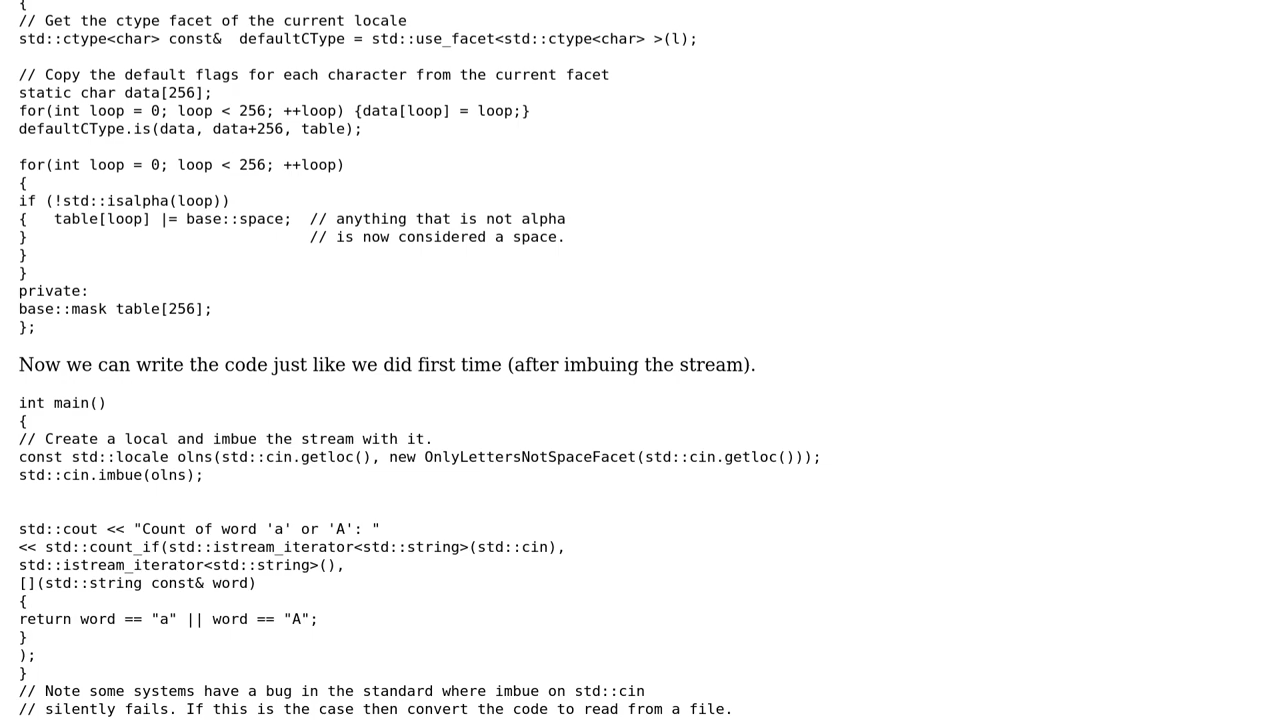 {
// Get the ctype facet of the current locale
std::ctype<char> const&  defaultCType = std::use_facet<std::ctype<char> >(l);
// Copy the default flags for each character from the current facet
static char data[256];
for(int loop = 0; loop < 256; ++loop) {data[loop] = loop;}
defaultCType.is(data, data+256, table);
for(int loop = 0; loop < 256; ++loop)
{
if (!std::isalpha(loop))
{   table[loop] |= base::space;  // anything that is not alpha
}                                // is now considered a space.
}
}
private:
base::mask table[256];
};
Now we can write the code just like we did first time (after imbuing the stream).
int main()
{
// Create a local and imbue the stream with it.
const std::locale olns(std::cin.getloc(), new OnlyLettersNotSpaceFacet(std::cin.getloc()));
std::cin.imbue(olns);
std::cout << "Count of word 'a' or 'A': "
<< std::count_if(std::istream_iterator<std::string>(std::cin),
std::istream_iterator<std::string>(),
[](std::string const& word)
{
return word == "a" || word == "A";
}
);
}
// Note some systems have a bug in the standard where imbue on std::cin
// silently fails. If this is the case then convert the code to read from a file.